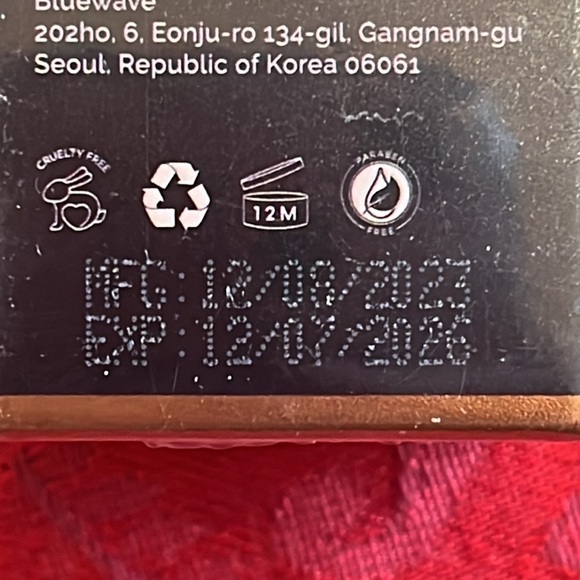 Bluewave
202ho, 6, Eonju-ro 134-gil, Gangnam-gu
Seoul, Republic of Korea 06061
CRUELTY FREE
12M
PARABEN
FREE
MFG:12/08/2023
EXP:12/07/2026